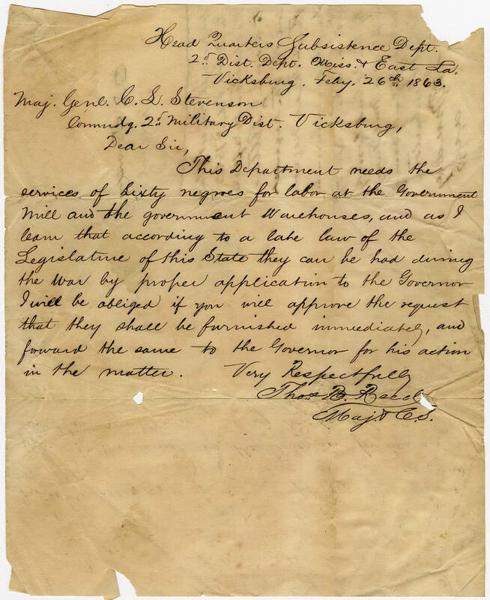 Head Quarters Subsistence Dept.
2d Dist. Dept. Miss. & East La.
Vicksburg, Feby. 26th 1863.
Maj. Genl. C. L. Stevenson
Commdg. 2d Military Dist. Vicksburg,
Dear Sir,
This Department needs the
services of Sixty negroes for labor at the Government
Mill and the government Warehouses, and as I
learn that according to a late law of the
Legislature of this State they can be had during
the War by proper application to the Governor
I will be obliged if you will approve the request
that they shall be furnished immediately, and
forward the same to the Governor for his action
in the matter. Very Respectfully
Thos. B. Reed
Maj. & C.S.